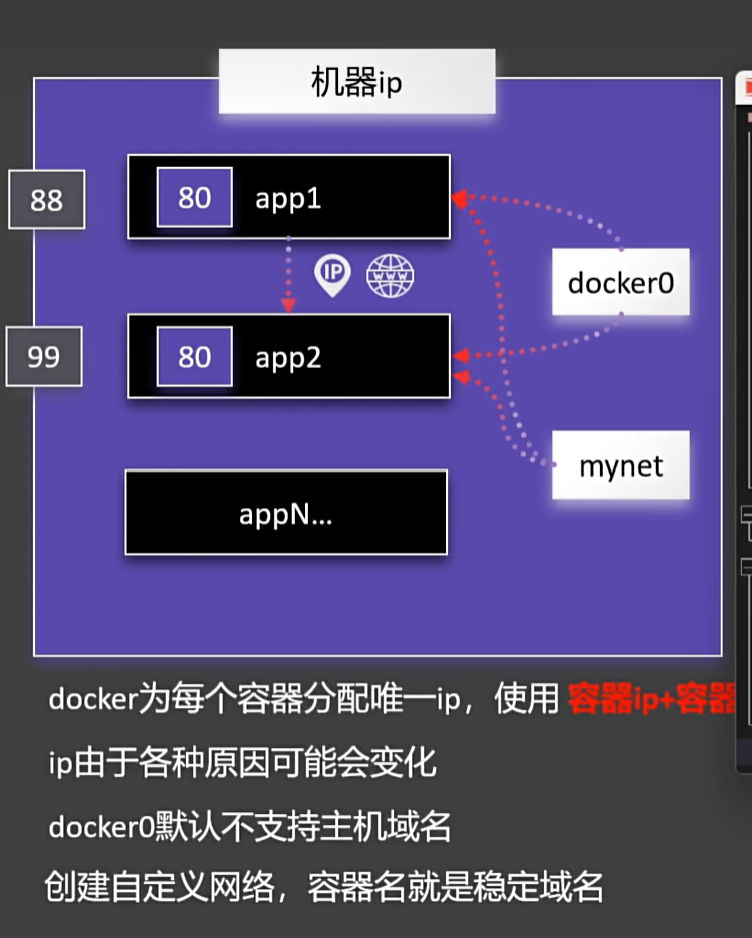 机器ip
88
80
app1
IP
WWW
docker0
99
80
app2
mynet
appN...
docker为每个容器分配唯一ip，使用 容器ip+容器
ip由于各种原因可能会变化
docker0默认不支持主机域名
创建自定义网络，容器名就是稳定域名